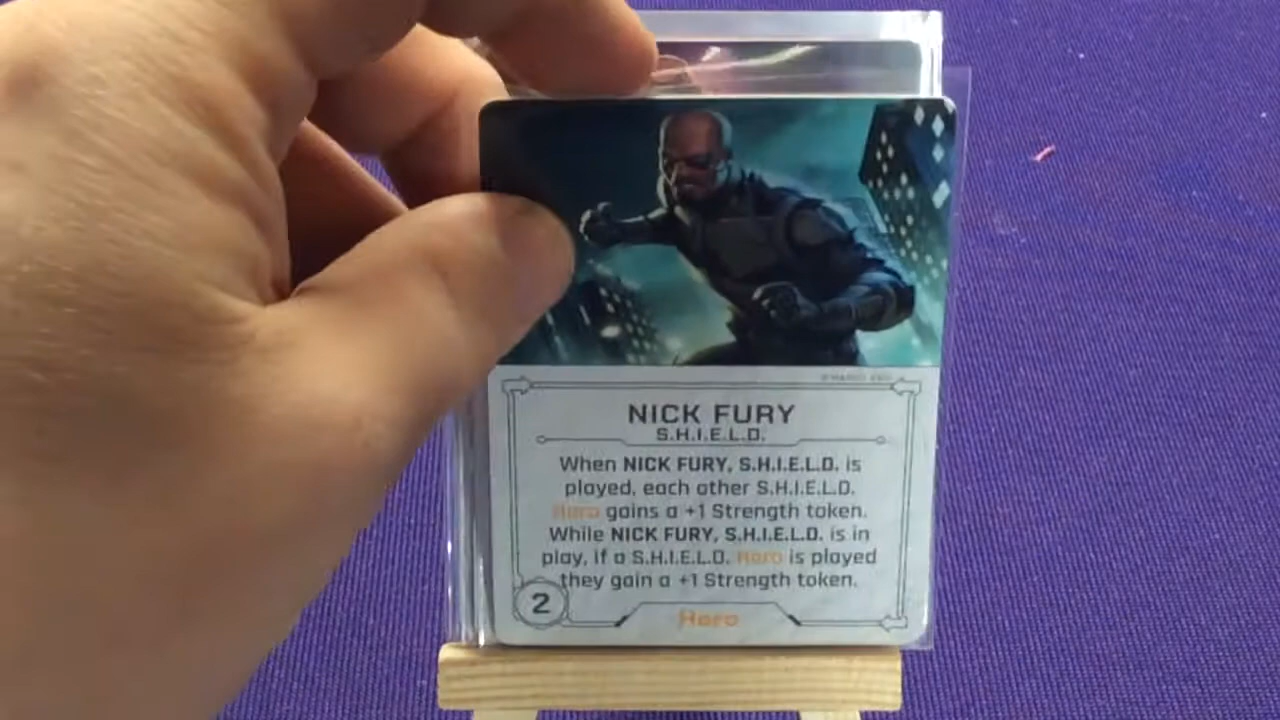 NICK FURY
S.H.I.E.L.D.
When NICK FURY, S.H.I.E.L.D. is
played, each other S.H.I.E.L.D.
Hero gains a +1 Strength token.
While NICK FURY, S.H.I.E.L.D. is in
play, if a S.H.I.E.L.D. Hero is played
they gain a +1 Strength token.
2
Hero